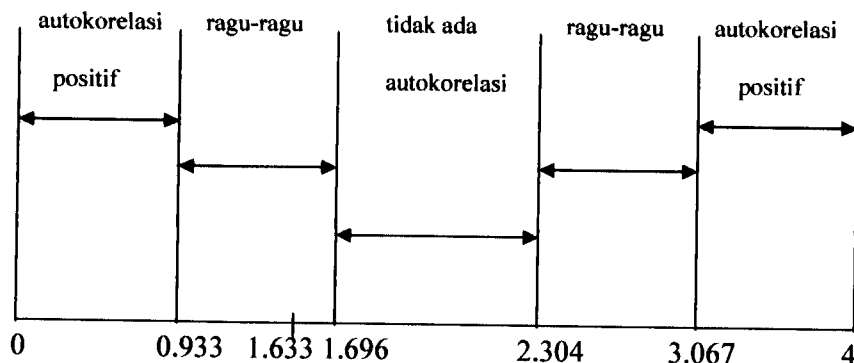 autokorelasi
positif
ragu-ragu
tidak ada
autokorelasi
ragu-ragu
autokorelasi
positif
0 0.933 1.633 1.696 2.304 3.067 4